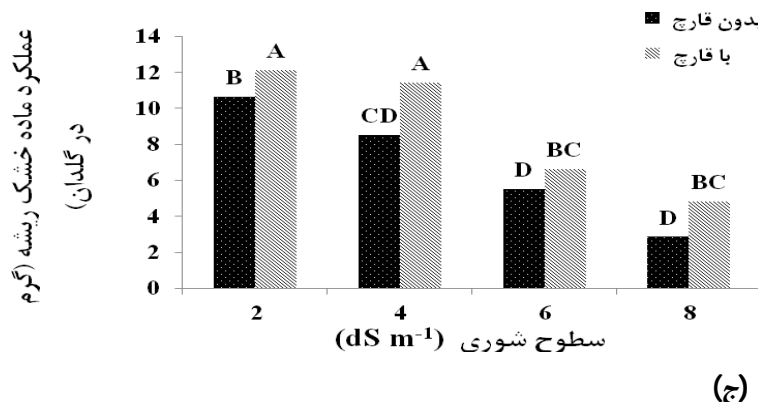 بدون قارچ
با قارچ
عملکرد ماده خشک ریشه (گرم
در گلدان)
14
12
10
8
6
4
2
0
B
A
CD
A
D
BC
D
BC
2
4
6
8
سطوح شوری (dS m⁻¹)
(ج)